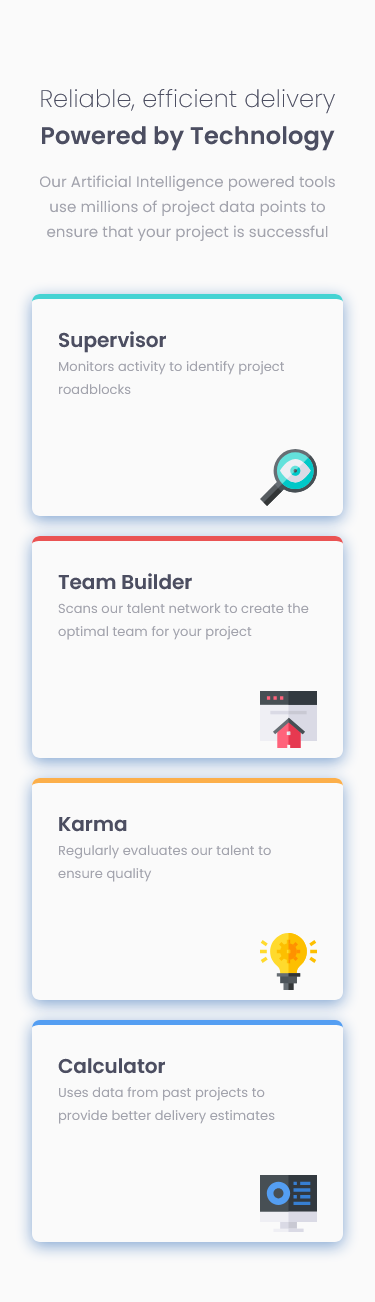 Reliable, efficient delivery
Powered by Technology
Our Artificial Intelligence powered tools
use millions of project data points to
ensure that your project is successful
Supervisor
Monitors activity to identify project
roadblocks
Team Builder
Scans our talent network to create the
optimal team for your project
Karma
Regularly evaluates our talent to
ensure quality
Calculator
Uses data from past projects to
provide better delivery estimates